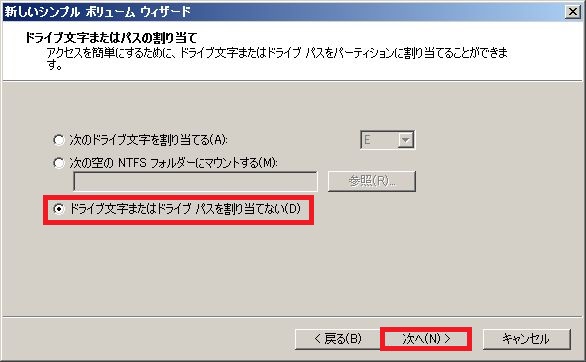 新しいシンプル ボリューム ウィザード
ドライブ文字またはパスの割り当て
アクセスを簡単にするために、ドライブ文字またはドライブ パスをパーティションに割り当てることができま
す。
次のドライブ文字を割り当てる(A):
E
次の空の NTFS フォルダーにマウントする(M):
参照(R)...
ドライブ文字またはドライブ パスを割り当てない(D)
< 戻る(B)
次へ(N) >
キャンセル